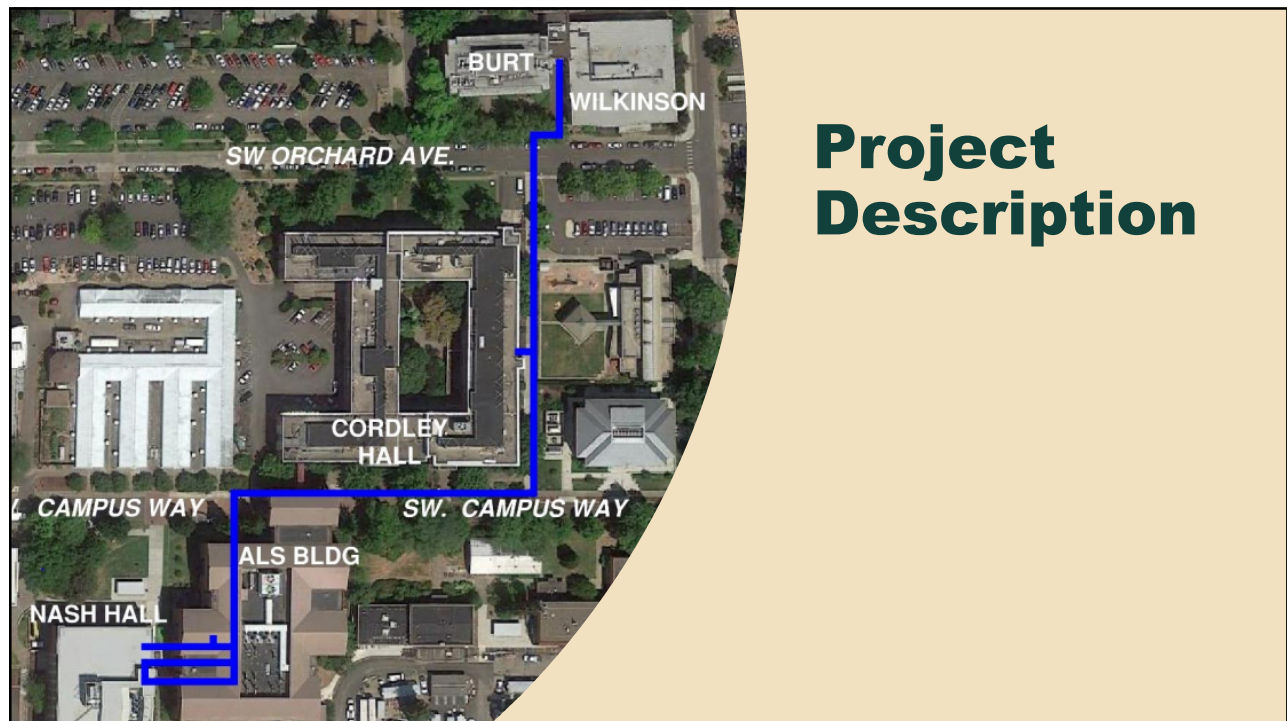 BURT
WILKINSON
SW ORCHARD AVE.
CORDLEY
HALL
CAMPUS WAY
SW. CAMPUS WAY
ALS BLDG
NASH HALL
Project
Description